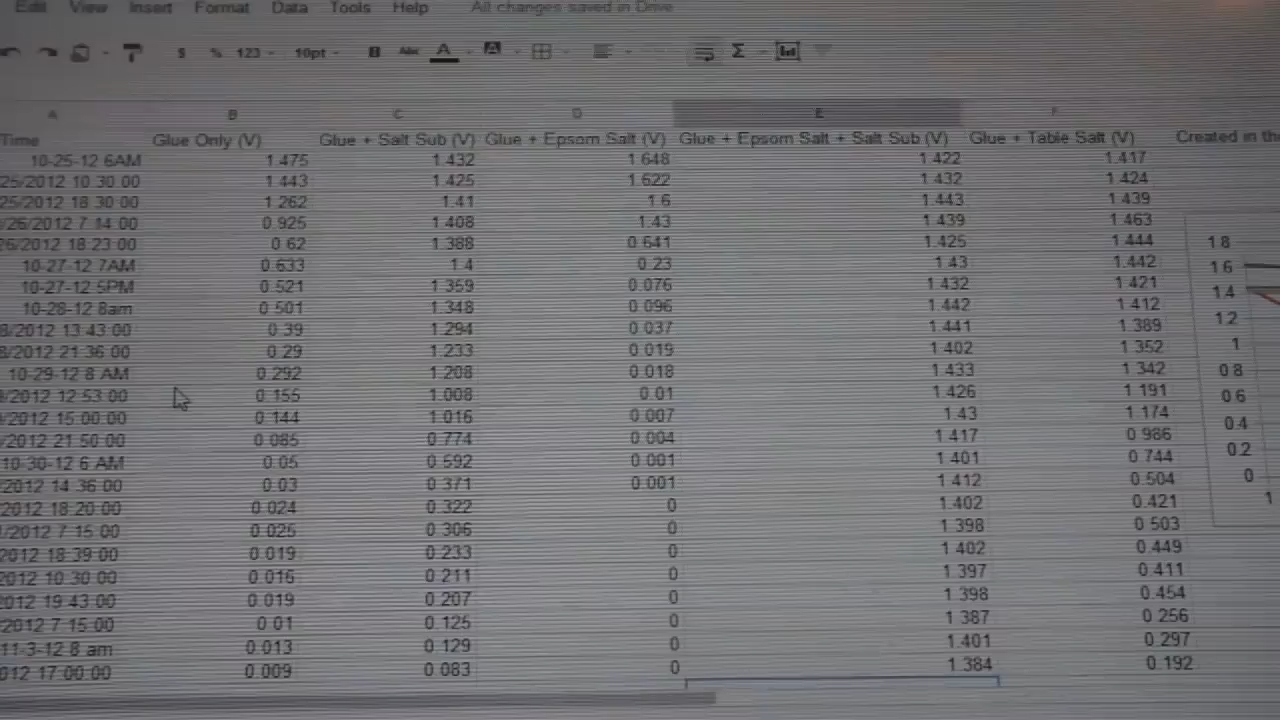 Edit View Insert Format Data Tools Help All changes saved in Drive
$ % 123 10pt B Abc A A Σ
A B C D E F
Time Glue Only (V) Glue + Salt Sub (V) Glue + Epsom Salt (V) Glue + Epsom Salt + Salt Sub (V) Glue + Table Salt (V) Created in the
10-25-12 6AM 1.475 1.432 1.648 1.422 1.417
25/2012 10:30:00 1.443 1.425 1.622 1.432 1.424
25/2012 18:30:00 1.262 1.41 1.6 1.443 1.439
/26/2012 7:14:00 0.925 1.408 1.43 1.439 1.463
26/2012 18:23:00 0.62 1.388 0.641 1.425 1.444
10-27-12 7AM 0.633 1.4 0.23 1.43 1.442
10-27-12 5PM 0.521 1.359 0.076 1.432 1.421
10-28-12 8am 0.501 1.348 0.096 1.442 1.412
8/2012 13:43:00 0.39 1.294 0.037 1.441 1.389
8/2012 21:36:00 0.29 1.233 0.019 1.402 1.352
10-29-12 8 AM 0.292 1.208 0.018 1.433 1.342
/2012 12:53:00 0.155 1.008 0.01 1.426 1.191
/2012 15:00:00 0.144 1.016 0.007 1.43 1.174
/2012 21:50:00 0.085 0.774 0.004 1.417 0.986
10-30-12 6 AM 0.05 0.592 0.001 1.401 0.744
2012 14:36:00 0.03 0.371 0.001 1.412 0.504
2012 18:20:00 0.024 0.322 0 1.402 0.421
/2012 7:15:00 0.025 0.306 0 1.398 0.503
2012 18:39:00 0.019 0.233 0 1.402 0.449
2012 10:30:00 0.016 0.211 0 1.397 0.411
2012 19:43:00 0.019 0.207 0 1.398 0.454
2012 7:15:00 0.01 0.125 0 1.387 0.256
11-3-12 8 am 0.013 0.129 0 1.401 0.297
012 17:00:00 0.009 0.083 0 1.384 0.192
1.8
1.6
1.4
1.2
1
0.8
0.6
0.4
0.2
0
1